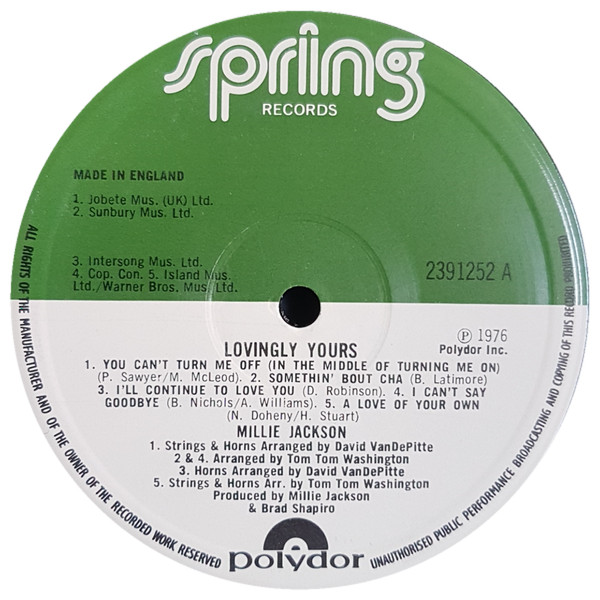 spring
RECORDS
MADE IN ENGLAND
1. Jobete Mus. (UK) Ltd.
2. Sunbury Mus. Ltd.
3. Intersong Mus. Ltd.
4. Cop. Con. 5. Island Mus.
Ltd./Warner Bros. Mus. Ltd.
2391252 A
LOVINGLY YOURS
Ⓟ 1976
Polydor Inc.
1. YOU CAN'T TURN ME OFF (IN THE MIDDLE OF TURNING ME ON)
(P. Sawyer/M. McLeod). 2. SOMETHIN' BOUT CHA (B. Latimore)
3. I'LL CONTINUE TO LOVE YOU (D. Robinson). 4. I CAN'T SAY
GOODBYE (B. Nichols/A. Williams). 5. A LOVE OF YOUR OWN
(N. Doheny/H. Stuart)
MILLIE JACKSON
1. Strings & Horns Arranged by David VanDePitte
2 & 4. Arranged by Tom Tom Washington
3. Horns Arranged by David VanDePitte
5. Strings & Horns Arr. by Tom Tom Washington
Produced by Millie Jackson
& Brad Shapiro
polydor
ALL RIGHTS OF THE MANUFACTURER AND OF THE OWNER OF THE RECORDED WORK RESERVED
UNAUTHORISED PUBLIC PERFORMANCE BROADCASTING AND COPYING OF THIS RECORD PROHIBITED